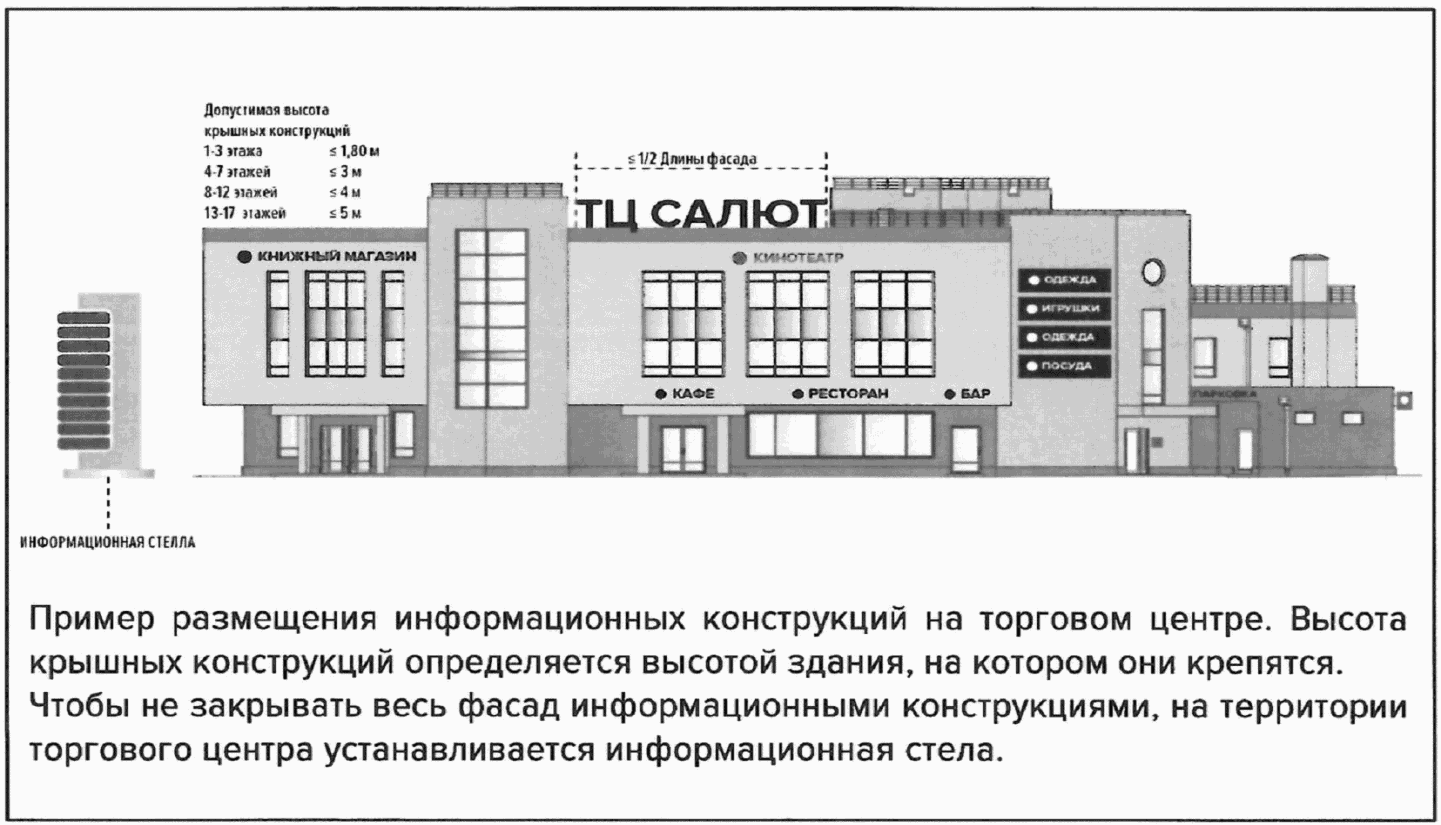 Допустимая высота
крышных конструкций
1-3 этажа ≤ 1,80 м
4-7 этажей ≤ 3 м
8-12 этажей ≤ 4 м
13-17 этажей ≤ 5 м
≤ 1/2 Длины фасада
ТЦ САЛЮТ
КНИЖНЫЙ МАГАЗИН
КИНОТЕАТР
ОДЕЖДА
ИГРУШКИ
ОДЕЖДА
ПОСУДА
КАФЕ
РЕСТОРАН
БАР
ПАРКОВКА
ИНФОРМАЦИОННАЯ СТЕЛЛА
Пример размещения информационных конструкций на торговом центре. Высота
крышных конструкций определяется высотой здания, на котором они крепятся.
Чтобы не закрывать весь фасад информационными конструкциями, на территории
торгового центра устанавливается информационная стела.